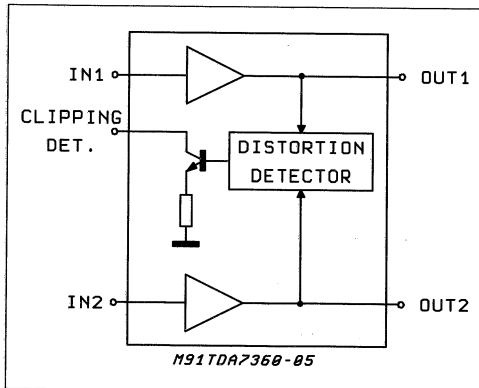 IN1
OUT1
CLIPPING
DET.
DISTORTION
DETECTOR
IN2
OUT2
M91TDA7360-05